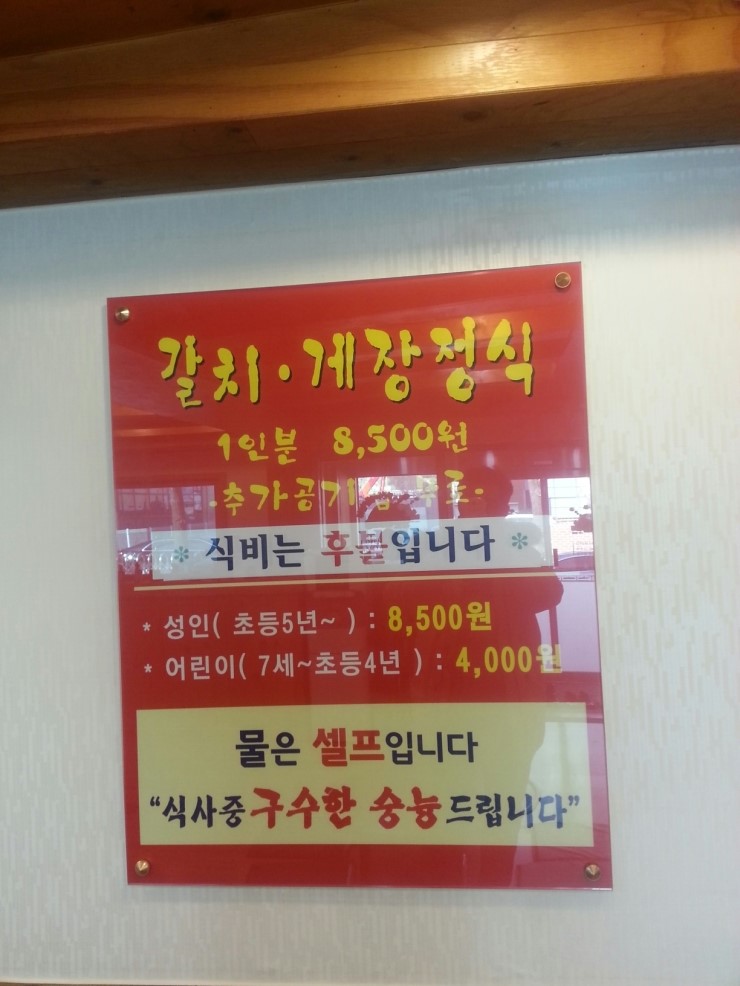 갈치·게장정식
1인분 8,500원
-추가공기 무료-
* 식비는 후불입니다 *
* 성인( 초등5년~ ) : 8,500원
* 어린이( 7세~초등4년 ) : 4,000원
물은 셀프입니다
“식사중 구수한 숭늉드립니다”